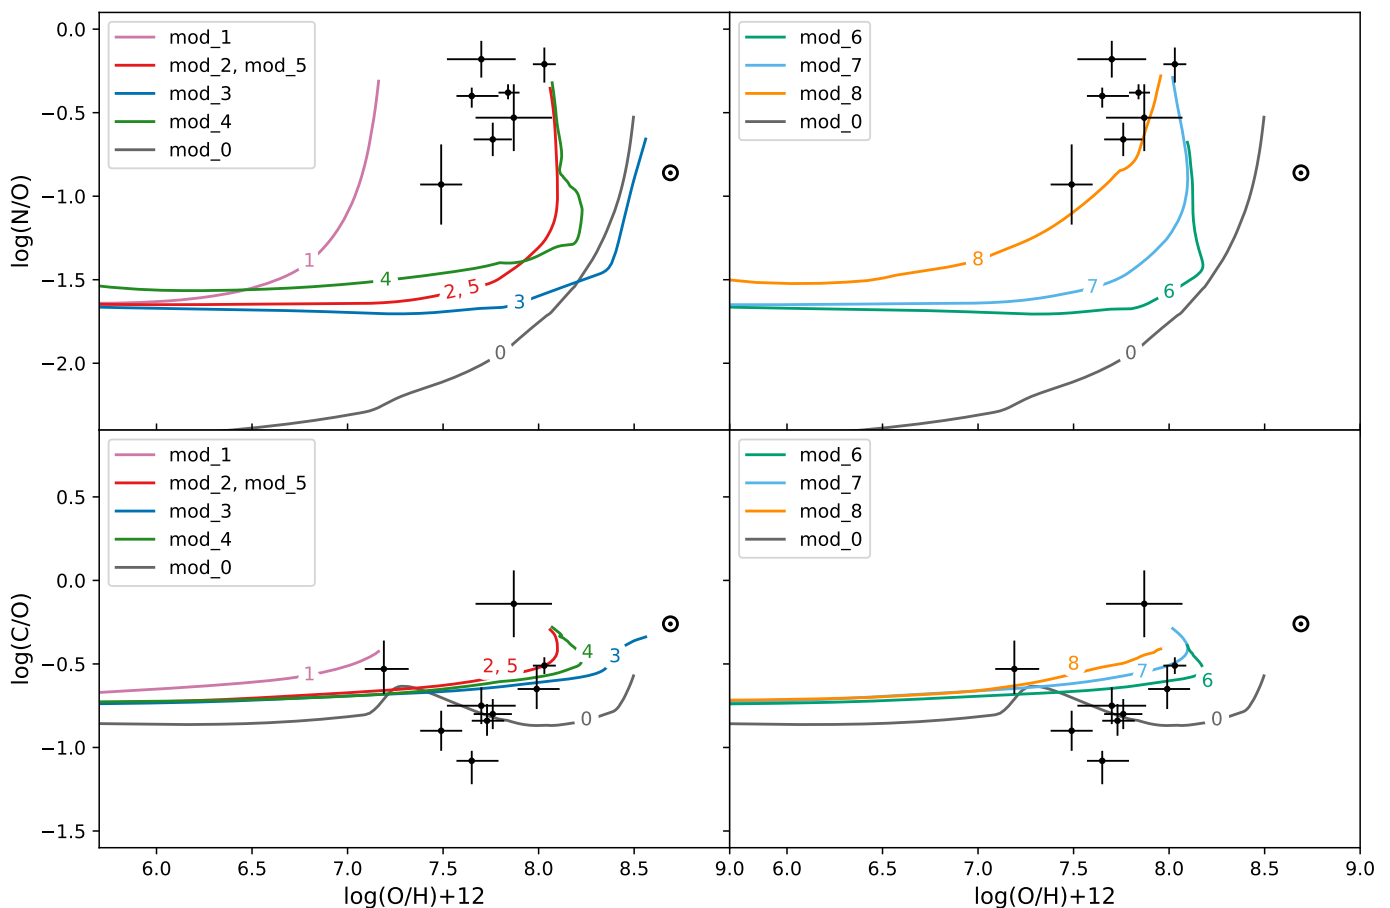 0.0
−0.5
−1.0
−1.5
−2.0
log(N/O)
mod_1
mod_2, mod_5
mod_3
mod_4
mod_0
1
4
2, 5
3
0
mod_6
mod_7
mod_8
mod_0
8
7
6
0
0.5
0.0
−0.5
−1.0
−1.5
log(C/O)
mod_1
mod_2, mod_5
mod_3
mod_4
mod_0
1
2, 5
4
3
0
mod_6
mod_7
mod_8
mod_0
8
7
6
0
6.0 6.5 7.0 7.5 8.0 8.5 9.0 6.0 6.5 7.0 7.5 8.0 8.5 9.0
log(O/H)+12 log(O/H)+12